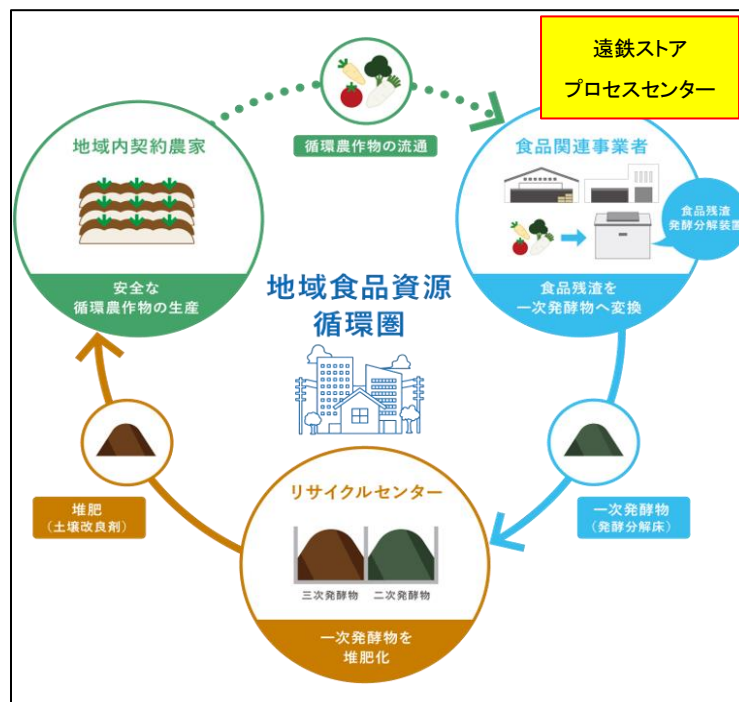 遠鉄ストア
プロセスセンター
循環農作物の流通
地域内契約農家
安全な
循環農作物の生産
食品関連事業者
食品残渣
発酵分解装置
食品残渣を
一次発酵物へ変換
地域食品資源
循環圏
一次発酵物
(発酵分解床)
リサイクルセンター
三次発酵物
二次発酵物
一次発酵物を
堆肥化
堆肥
(土壌改良剤)